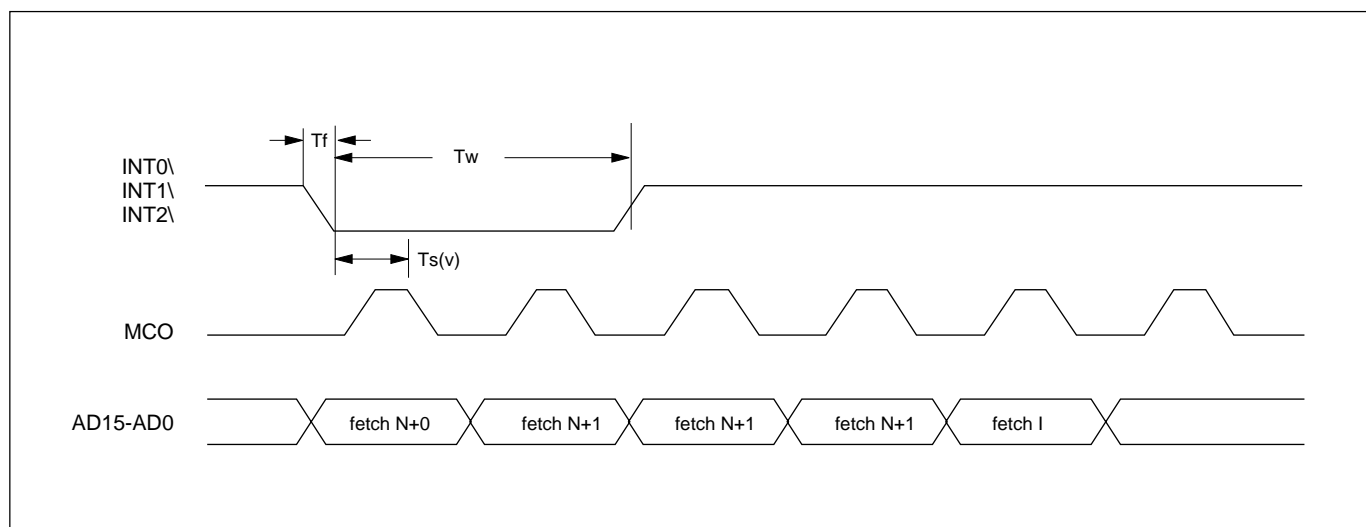 Tf
Tw
INT0\
INT1\
INT2\
Ts(v)
MCO
AD15-AD0
fetch N+0
fetch N+1
fetch N+1
fetch N+1
fetch I